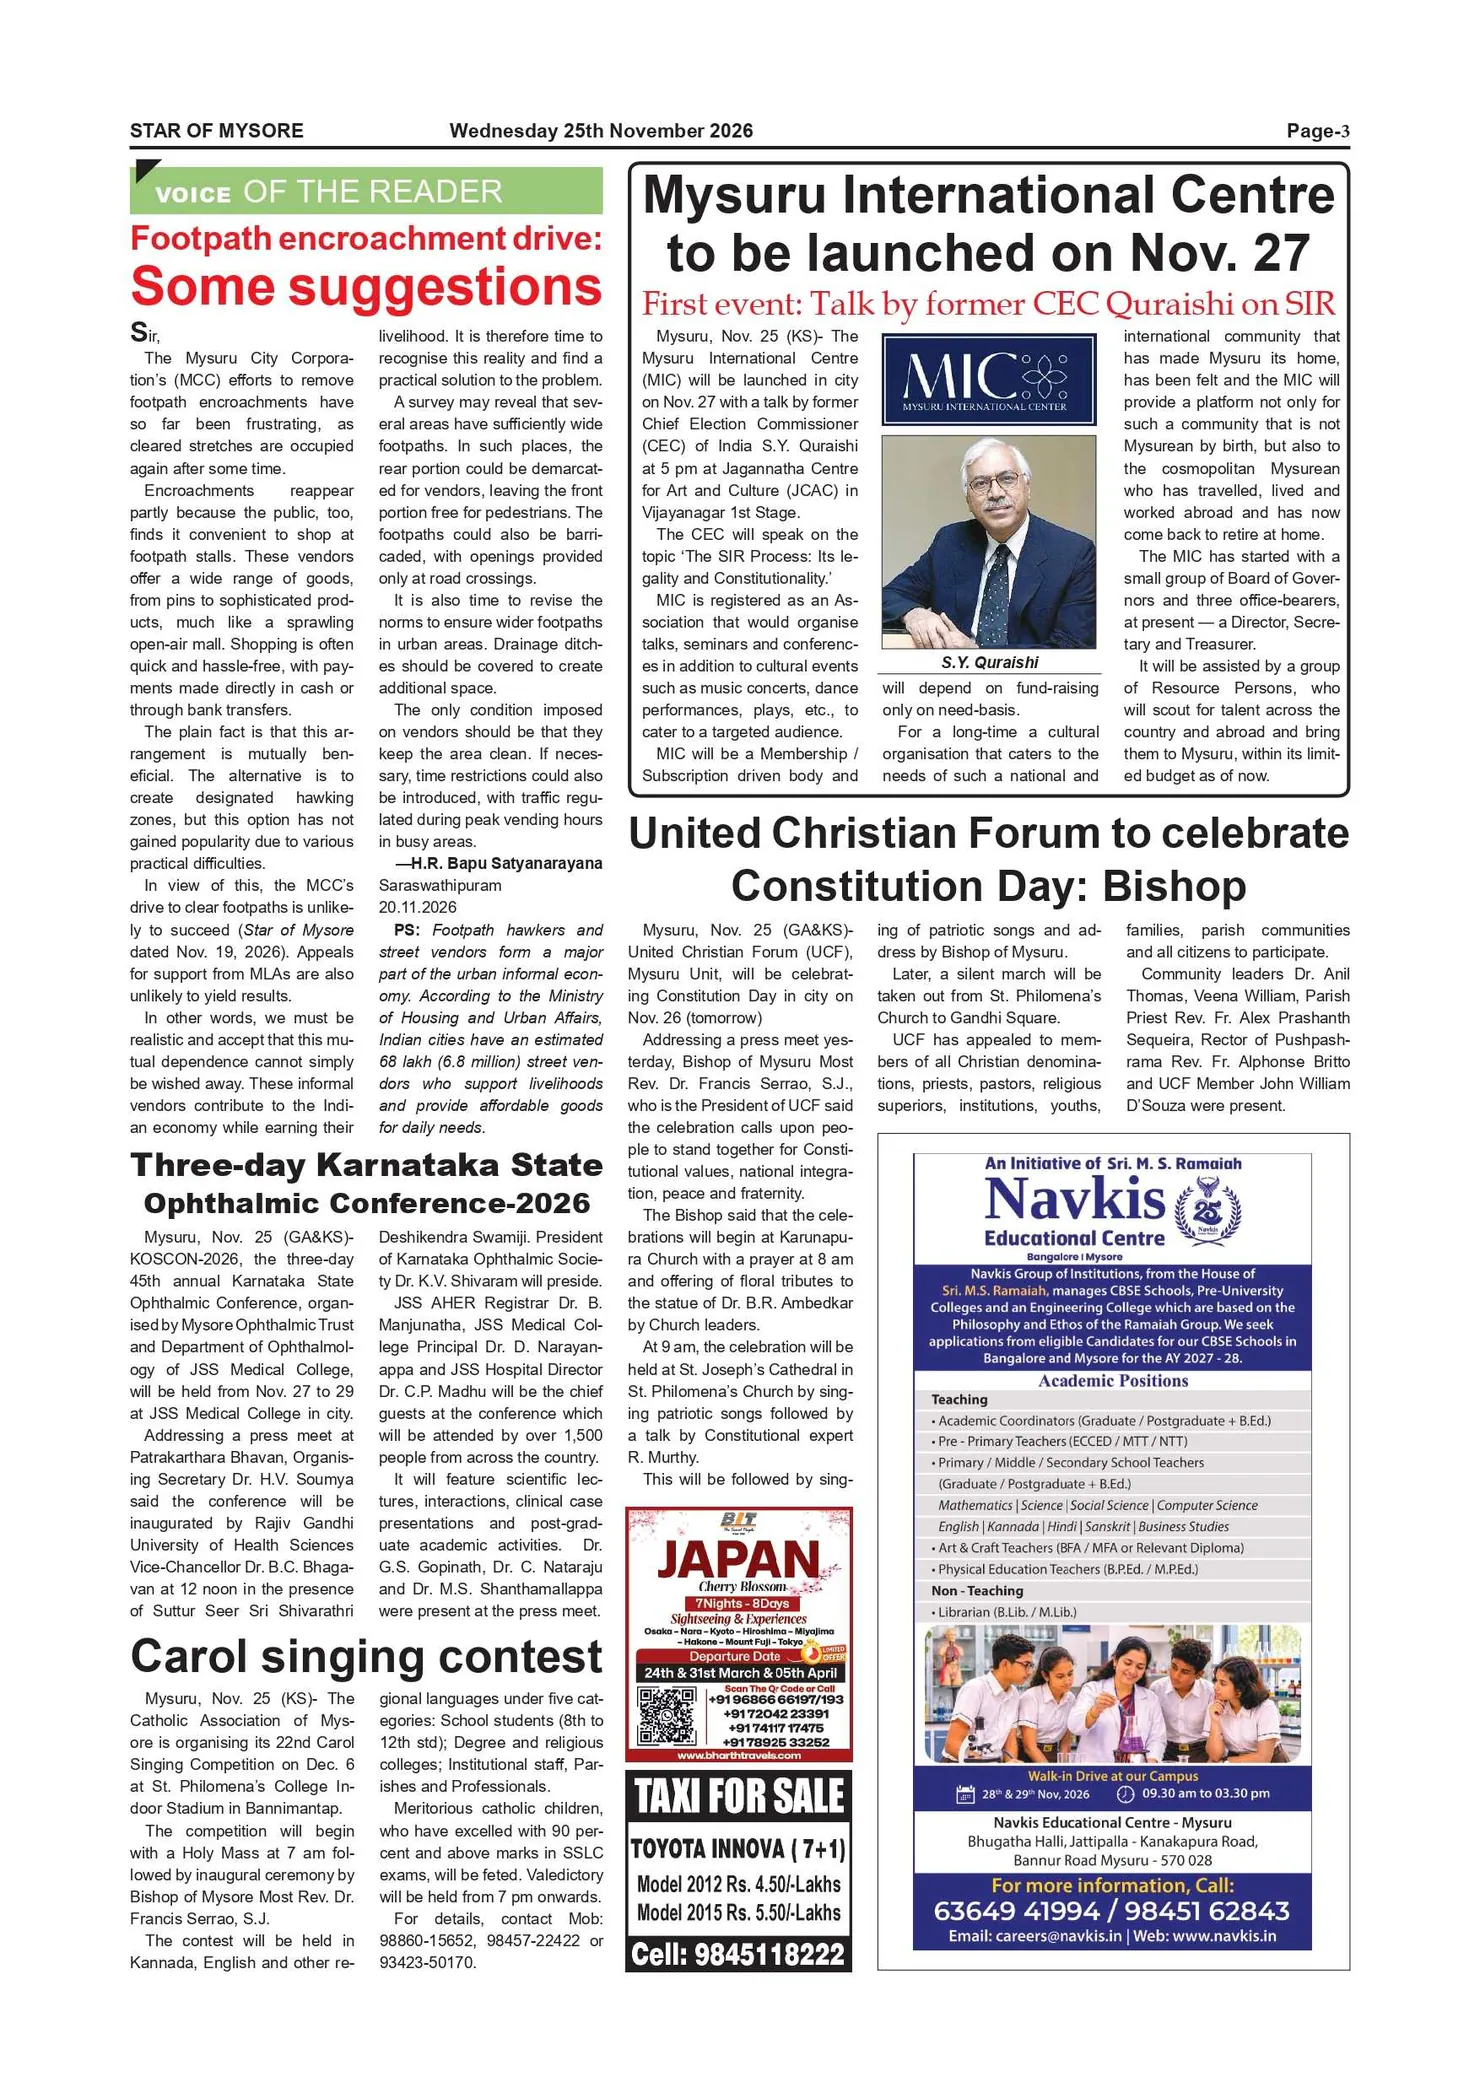 STAR OF MYSORE
Wednesday 25th November 2026
Page-3
VOICE OF THE READER
Footpath encroachment drive:
Some suggestions
Sir,
The Mysuru City Corpora-
tion's (MCC) efforts to remove
footpath encroachments have
so far been frustrating, as
cleared stretches are occupied
again after some time.
Encroachments reappear
partly because the public, too,
finds it convenient to shop at
footpath stalls. These vendors
offer a wide range of goods,
from pins to sophisticated prod-
ucts, much like a sprawling
open-air mall. Shopping is often
quick and hassle-free, with pay-
ments made directly in cash or
through bank transfers.
The plain fact is that this ar-
rangement is mutually ben-
eficial. The alternative is to
create designated hawking
zones, but this option has not
gained popularity due to various
practical difficulties.
In view of this, the MCC's
drive to clear footpaths is unlike-
ly to succeed (Star of Mysore
dated Nov. 19, 2026). Appeals
for support from MLAs are also
unlikely to yield results.
In other words, we must be
realistic and accept that this mu-
tual dependence cannot simply
be wished away. These informal
vendors contribute to the Indi-
an economy while earning their
livelihood. It is therefore time to
recognise this reality and find a
practical solution to the problem.
A survey may reveal that sev-
eral areas have sufficiently wide
footpaths. In such places, the
rear portion could be demarcat-
ed for vendors, leaving the front
portion free for pedestrians. The
footpaths could also be barri-
caded, with openings provided
only at road crossings.
It is also time to revise the
norms to ensure wider footpaths
in urban areas. Drainage ditch-
es should be covered to create
additional space.
The only condition imposed
on vendors should be that they
keep the area clean. If neces-
sary, time restrictions could also
be introduced, with traffic regu-
lated during peak vending hours
in busy areas.
—H.R. Bapu Satyanarayana
Saraswathipuram
20.11.2026
PS: Footpath hawkers and
street vendors form a major
part of the urban informal econ-
omy. According to the Ministry
of Housing and Urban Affairs,
Indian cities have an estimated
68 lakh (6.8 million) street ven-
dors who support livelihoods
and provide affordable goods
for daily needs.
Three-day Karnataka State
Ophthalmic Conference-2026
Mysuru, Nov. 25 (GA&KS)-
KOSCON-2026, the three-day
45th annual Karnataka State
Ophthalmic Conference, organ-
ised by Mysore Ophthalmic Trust
and Department of Ophthalmol-
ogy of JSS Medical College,
will be held from Nov. 27 to 29
at JSS Medical College in city.
Addressing a press meet at
Patrakarthara Bhavan, Organis-
ing Secretary Dr. H.V. Soumya
said the conference will be
inaugurated by Rajiv Gandhi
University of Health Sciences
Vice-Chancellor Dr. B.C. Bhaga-
van at 12 noon in the presence
of Suttur Seer Sri Shivarathri
Deshikendra Swamiji. President
of Karnataka Ophthalmic Socie-
ty Dr. K.V. Shivaram will preside.
JSS AHER Registrar Dr. B.
Manjunatha, JSS Medical Col-
lege Principal Dr. D. Narayan-
appa and JSS Hospital Director
Dr. C.P. Madhu will be the chief
guests at the conference which
will be attended by over 1,500
people from across the country.
It will feature scientific lec-
tures, interactions, clinical case
presentations and post-grad-
uate academic activities. Dr.
G.S. Gopinath, Dr. C. Nataraju
and Dr. M.S. Shanthamallappa
were present at the press meet.
Carol singing contest
Mysuru, Nov. 25 (KS)- The
Catholic Association of Mys-
ore is organising its 22nd Carol
Singing Competition on Dec. 6
at St. Philomena's College In-
door Stadium in Bannimantap.
The competition will begin
with a Holy Mass at 7 am fol-
lowed by inaugural ceremony by
Bishop of Mysore Most Rev. Dr.
Francis Serrao, S.J.
The contest will be held in
Kannada, English and other re-
gional languages under five cat-
egories: School students (8th to
12th std); Degree and religious
colleges; Institutional staff, Par-
ishes and Professionals.
Meritorious catholic children,
who have excelled with 90 per-
cent and above marks in SSLC
exams, will be feted. Valedictory
will be held from 7 pm onwards.
For details, contact Mob:
98860-15652, 98457-22422 or
93423-50170.
Mysuru International Centre
to be launched on Nov. 27
First event: Talk by former CEC Quraishi on SIR
Mysuru, Nov. 25 (KS)- The
Mysuru International Centre
(MIC) will be launched in city
on Nov. 27 with a talk by former
Chief Election Commissioner
(CEC) of India S.Y. Quraishi
at 5 pm at Jagannatha Centre
for Art and Culture (JCAC) in
Vijayanagar 1st Stage.
The CEC will speak on the
topic 'The SIR Process: Its le-
gality and Constitutionality.'
MIC is registered as an As-
sociation that would organise
talks, seminars and conferenc-
es in addition to cultural events
such as music concerts, dance
performances, plays, etc., to
cater to a targeted audience.
MIC will be a Membership /
Subscription driven body and
MIC
MYSURU INTERNATIONAL CENTER
S.Y. Quraishi
will depend on fund-raising
only on need-basis.
For a long-time a cultural
organisation that caters to the
needs of such a national and
international community that
has made Mysuru its home,
has been felt and the MIC will
provide a platform not only for
such a community that is not
Mysurean by birth, but also to
the cosmopolitan Mysurean
who has travelled, lived and
worked abroad and has now
come back to retire at home.
The MIC has started with a
small group of Board of Gover-
nors and three office-bearers,
at present — a Director, Secre-
tary and Treasurer.
It will be assisted by a group
of Resource Persons, who
will scout for talent across the
country and abroad and bring
them to Mysuru, within its limit-
ed budget as of now.
United Christian Forum to celebrate
Constitution Day: Bishop
Mysuru, Nov. 25 (GA&KS)-
United Christian Forum (UCF),
Mysuru Unit, will be celebrat-
ing Constitution Day in city on
Nov. 26 (tomorrow)
Addressing a press meet yes-
terday, Bishop of Mysuru Most
Rev. Dr. Francis Serrao, S.J.,
who is the President of UCF said
the celebration calls upon peo-
ple to stand together for Consti-
tutional values, national integra-
tion, peace and fraternity.
The Bishop said that the cele-
brations will begin at Karunapu-
ra Church with a prayer at 8 am
and offering of floral tributes to
the statue of Dr. B.R. Ambedkar
by Church leaders.
At 9 am, the celebration will be
held at St. Joseph's Cathedral in
St. Philomena's Church by sing-
ing patriotic songs followed by
a talk by Constitutional expert
R. Murthy.
This will be followed by sing-
ing of patriotic songs and ad-
dress by Bishop of Mysuru.
Later, a silent march will be
taken out from St. Philomena's
Church to Gandhi Square.
UCF has appealed to mem-
bers of all Christian denomina-
tions, priests, pastors, religious
superiors, institutions, youths,
families, parish communities
and all citizens to participate.
Community leaders Dr. Anil
Thomas, Veena William, Parish
Priest Rev. Fr. Alex Prashanth
Sequeira, Rector of Pushpash-
rama Rev. Fr. Alphonse Britto
and UCF Member John William
D'Souza were present.
BIT
JAPAN
Cherry Blossom
7Nights - 8Days
Sightseeing & Experiences
Osaka – Nara – Kyoto – Hiroshima – Miyajima
– Hakone – Mount Fuji – Tokyo
LIMITED
OFFER
Departure Date
24th & 31st March & 05th April
Scan The Qr Code or Call
+91 96866 66197/193
+91 72042 23391
+91 74117 17475
+91 78925 33252
www.bharthtravels.com
TAXI FOR SALE
TOYOTA INNOVA ( 7+1)
Model 2012 Rs. 4.50/-Lakhs
Model 2015 Rs. 5.50/-Lakhs
Cell: 9845118222
An Initiative of Sri. M. S. Ramaiah
Navkis
25
Navkis
Educational Centre
Bangalore | Mysore
Navkis Group of Institutions, from the House of
Sri. M.S. Ramaiah, manages CBSE Schools, Pre-University
Colleges and an Engineering College which are based on the
Philosophy and Ethos of the Ramaiah Group. We seek
applications from eligible Candidates for our CBSE Schools in
Bangalore and Mysore for the AY 2027 - 28.
Academic Positions
Teaching
• Academic Coordinators (Graduate / Postgraduate + B.Ed.)
• Pre - Primary Teachers (ECCED / MTT / NTT)
• Primary / Middle / Secondary School Teachers
(Graduate / Postgraduate + B.Ed.)
Mathematics | Science | Social Science | Computer Science
English | Kannada | Hindi | Sanskrit | Business Studies
• Art & Craft Teachers (BFA / MFA or Relevant Diploma)
• Physical Education Teachers (B.P.Ed. / M.P.Ed.)
Non - Teaching
• Librarian (B.Lib. / M.Lib.)
Walk-in Drive at our Campus
28th & 29th Nov, 2026
09.30 am to 03.30 pm
Navkis Educational Centre - Mysuru
Bhugatha Halli, Jattipalla - Kanakapura Road,
Bannur Road Mysuru - 570 028
For more information, Call:
63649 41994 / 98451 62843
Email: careers@navkis.in | Web: www.navkis.in